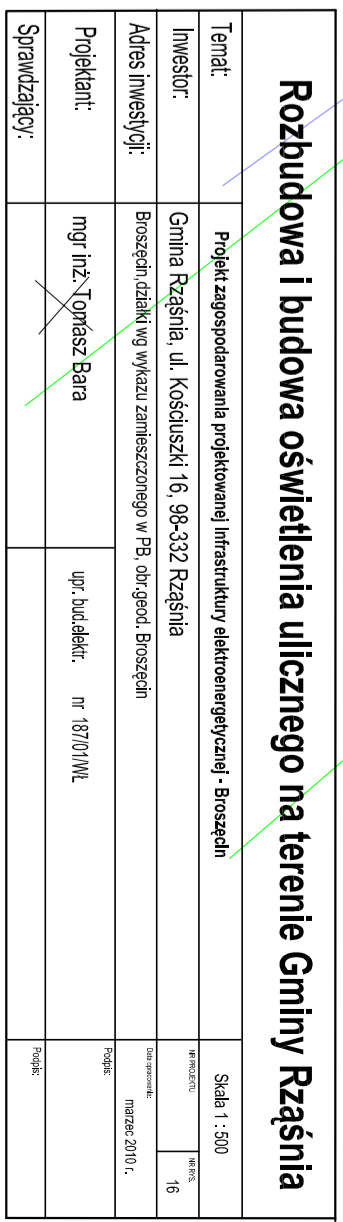 Rozbudowa i budowa oświetlenia ulicznego na terenie Gminy Rząśnia
Temat: Projekt zagospodarowania projektowanej infrastruktury elektroenergetycznej - Broszęcin Skala 1 : 500
Inwestor: Gmina Rząśnia, ul. Kościuszki 16, 98-332 Rząśnia NR PROJEKTU NR RYS. 16
Adres inwestycji: Broszęcin,działki wg wykazu zamieszczonego w PB, obr.geod. Broszęcin Data opracowania: marzec 2010 r.
Projektant: mgr inż. Tomasz Bara upr. bud.elektr. nr 187/01/WŁ Podpis:
Sprawdzający: Podpis: